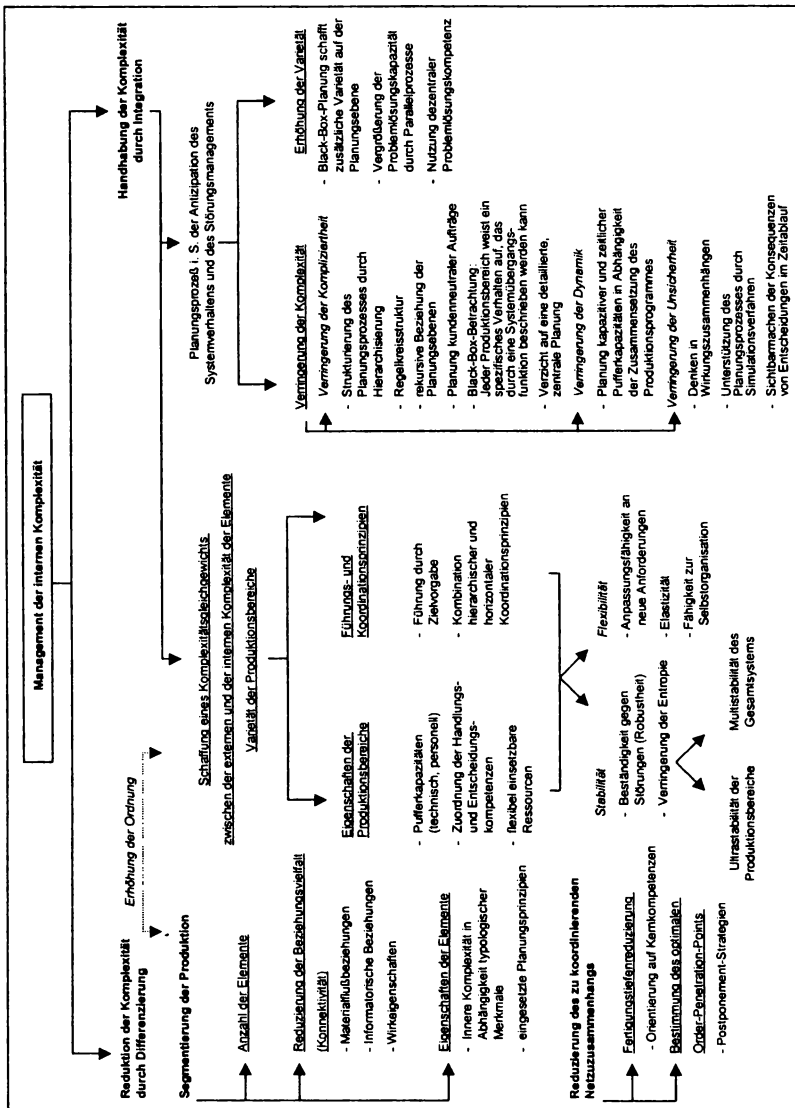 Management der internen Komplexität
Reduktion der Komplexität
durch Differenzierung
Erhöhung der Ordnung
Handhabung der Komplexität
durch Integration
Segmentierung der Produktion
Anzahl der Elemente
Reduzierung der Beziehungsvielfalt
(Konnektivität)
- Materialflußbeziehungen
- Informatorische Beziehungen
- Wirkeigenschaften
Eigenschaften der Elemente
- Innere Komplexität in
Abhängigkeit typologischer
Merkmale
- eingesetzte Planungsprinzipien
Reduzierung des zu koordinierenden
Netzzusammenhangs
Fertigungstiefenreduzierung
- Orientierung auf Kernkompetenzen
Bestimmung des optimalen
Order-Penetration-Points
- Postponement-Strategien
Schaffung eines Komplexitätsgleichgewichts
zwischen der externen und der internen Komplexität der Elemente
Varietät der Produktionsbereiche
Eigenschaften der
Produktionsbereiche
- Pufferkapazitäten
(technisch, personell)
- Zuordnung der Handlungs-
und Entscheidungs-
kompetenzen
- flexibel einsetzbare
Ressourcen
Führungs- und
Koordinationsprinzipien
- Führung durch
Zielvorgabe
- Kombination
hierarchischer und
horizontaler
Koordinationsprinzipien
Stabilität
- Beständigkeit gegen
Störungen (Robustheit)
- Verringerung der Entropie
Ultrastabilität der
Produktionsbereiche
Multistabilität des
Gesamtsystems
Flexibilität
- Anpassungsfähigkeit an
neue Anforderungen
- Elastizität
- Fähigkeit zur
Selbstorganisation
Planungsprozeß i. S. der Antizipation des
Systemverhaltens und des Störungsmanagements
Verringerung der Komplexität
Verringerung der Kompliziertheit
- Strukturierung des
Planungsprozesses durch
Hierarchisierung
- Regelkreisstruktur
- rekursive Beziehung der
Planungsebenen
- Planung kundenneutraler Aufträge
- Black-Box-Betrachtung:
Jeder Produktionsbereich weist ein
spezifisches Verhalten auf, das
durch eine Systemübergangs-
funktion beschrieben werden kann
- Verzicht auf eine detaillierte,
zentrale Planung
Verringerung der Dynamik
- Planung kapazitiver und zeitlicher
Pufferkapazitäten in Abhängigkeit
der Zusammensetzung des
Produktionsprogrammes
Verringerung der Unsicherheit
- Denken in
Wirkungszusammenhängen
- Unterstützung des
Planungsprozesses durch
Simulationsverfahren
- Sichtbarmachen der Konsequenzen
von Entscheidungen im Zeitablauf
Erhöhung der Varietät
- Black-Box-Planung schafft
zusätzliche Varietät auf der
Planungsebene
- Vergrößerung der
Problemlösungskapazität
durch Parallelprozesse
- Nutzung dezentraler
Problemlösungskompetenz